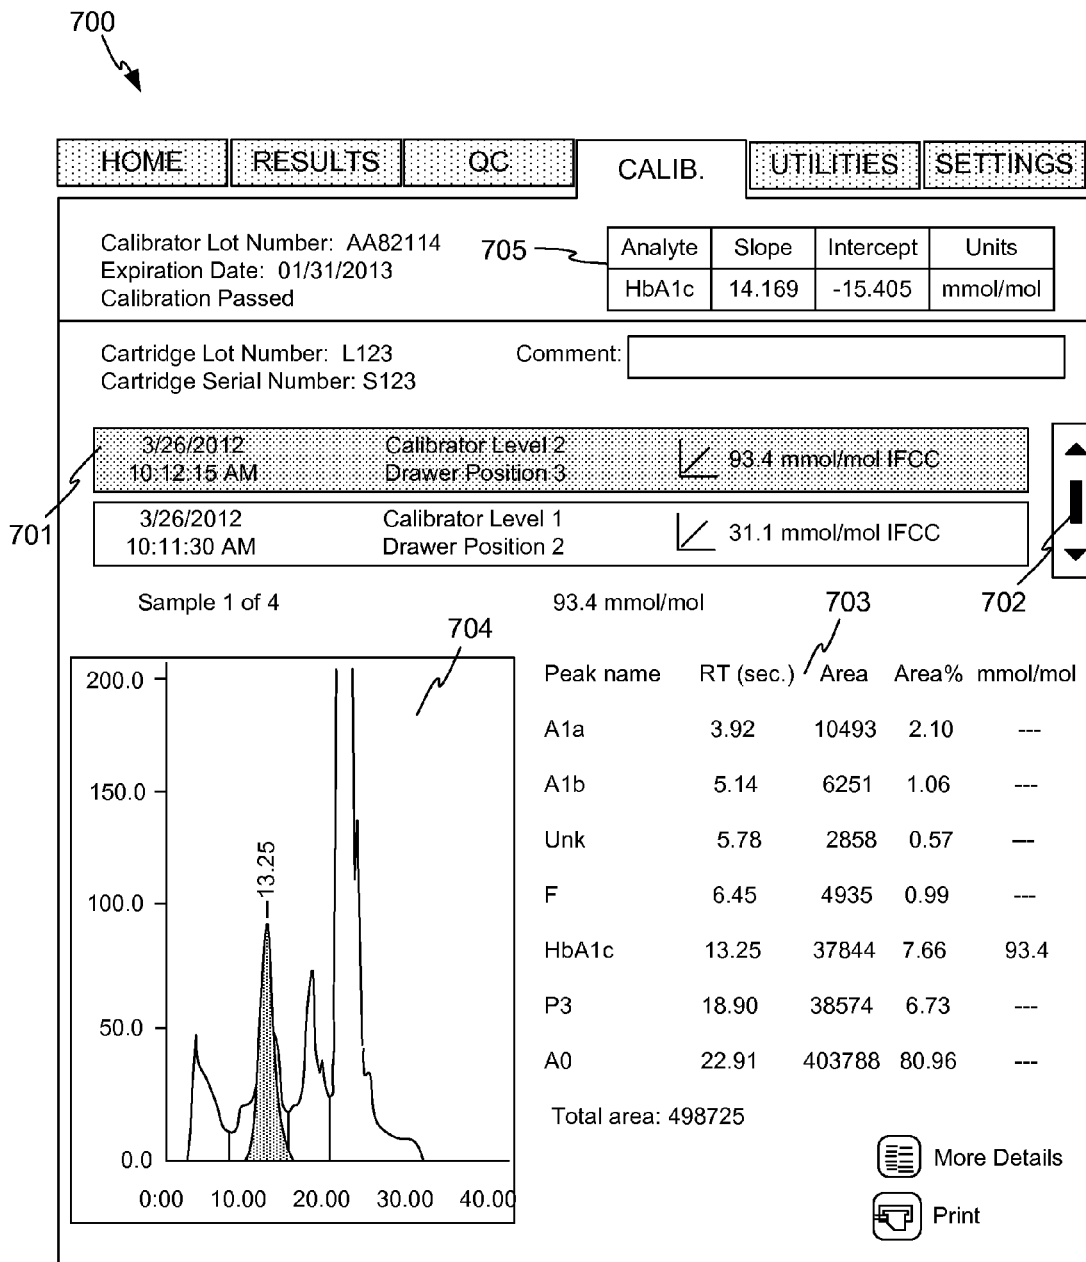 700
HOME RESULTS QC CALIB. UTILITIES SETTINGS
Calibrator Lot Number: AA82114
Expiration Date: 01/31/2013
Calibration Passed
705
Analyte Slope Intercept Units
HbA1c 14.169 -15.405 mmol/mol
Cartridge Lot Number: L123
Cartridge Serial Number: S123
Comment:
3/26/2012 Calibrator Level 2
10:12:15 AM Drawer Position 3
93.4 mmol/mol IFCC
701
3/26/2012 Calibrator Level 1
10:11:30 AM Drawer Position 2
31.1 mmol/mol IFCC
702
Sample 1 of 4
93.4 mmol/mol
703
704
200.0
150.0
100.0
50.0
0.0
13.25
0:00 10.00 20.00 30.00 40.00
Peak name RT (sec.) Area Area% mmol/mol
A1a 3.92 10493 2.10 ---
A1b 5.14 6251 1.06 ---
Unk 5.78 2858 0.57 ---
F 6.45 4935 0.99 ---
HbA1c 13.25 37844 7.66 93.4
P3 18.90 38574 6.73 ---
A0 22.91 403788 80.96 ---
Total area: 498725
More Details
Print